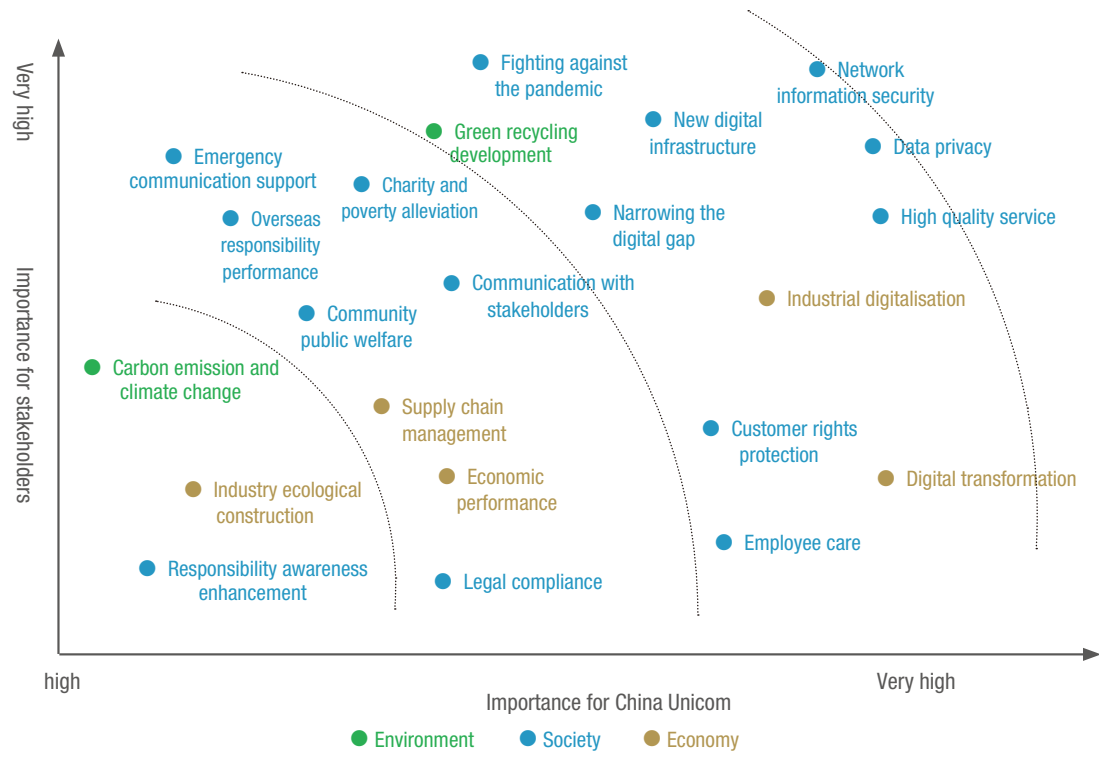 Very high
Importance for stakeholders
Fighting against
the pandemic
Network
information security
Green recycling
development
New digital
infrastructure
Data privacy
Emergency
communication support
Charity and
poverty alleviation
Overseas
responsibility
performance
Narrowing the
digital gap
High quality service
Communication with
stakeholders
Industrial digitalisation
Community
public welfare
Carbon emission and
climate change
Supply chain
management
Customer rights
protection
Economic
performance
Digital transformation
Industry ecological
construction
Employee care
Responsibility awareness
enhancement
Legal compliance
high
Very high
Importance for China Unicom
Environment
Society
Economy